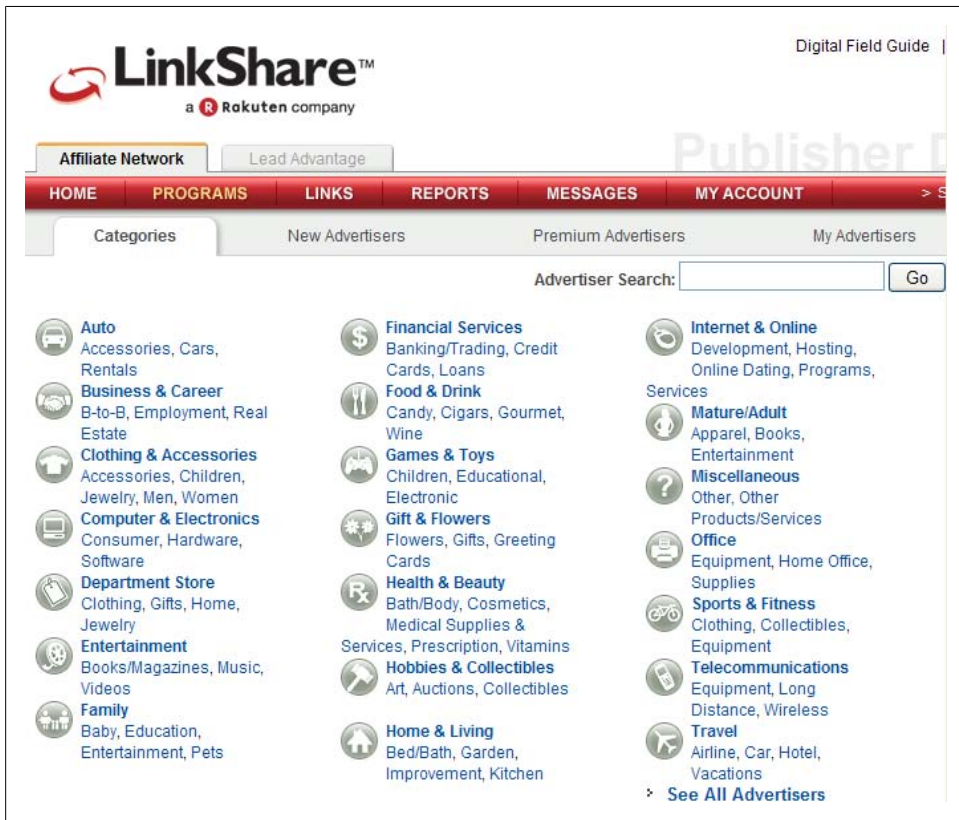 Digital Field Guide |
LinkShare™
a R Rakuten company
Affiliate Network
Lead Advantage
Publisher D
HOME PROGRAMS LINKS REPORTS MESSAGES MY ACCOUNT > S
Categories New Advertisers Premium Advertisers My Advertisers
Advertiser Search: Go
Auto
Accessories, Cars,
Rentals
Business & Career
B-to-B, Employment, Real
Estate
Clothing & Accessories
Accessories, Children,
Jewelry, Men, Women
Computer & Electronics
Consumer, Hardware,
Software
Department Store
Clothing, Gifts, Home,
Jewelry
Entertainment
Books/Magazines, Music,
Videos
Family
Baby, Education,
Entertainment, Pets
$
Financial Services
Banking/Trading, Credit
Cards, Loans
Food & Drink
Candy, Cigars, Gourmet,
Wine
Games & Toys
Children, Educational,
Electronic
Gift & Flowers
Flowers, Gifts, Greeting
Cards
Rx
Health & Beauty
Bath/Body, Cosmetics,
Medical Supplies &
Services, Prescription, Vitamins
Hobbies & Collectibles
Art, Auctions, Collectibles
Home & Living
Bed/Bath, Garden,
Improvement, Kitchen
Internet & Online
Development, Hosting,
Online Dating, Programs,
Services
Mature/Adult
Apparel, Books,
Entertainment
?
Miscellaneous
Other, Other
Products/Services
Office
Equipment, Home Office,
Supplies
Sports & Fitness
Clothing, Collectibles,
Equipment
Telecommunications
Equipment, Long
Distance, Wireless
Travel
Airline, Car, Hotel,
Vacations
See All Advertisers